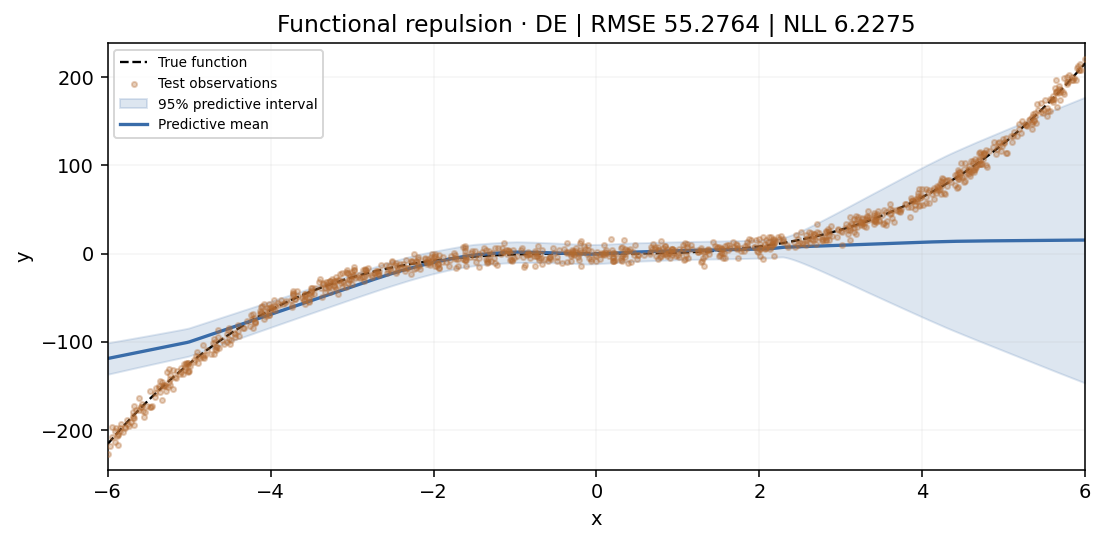 Functional repulsion · DE | RMSE 55.2764 | NLL 6.2275
True function
Test observations
95% predictive interval
Predictive mean
200
100
0
−100
−200
y
−6 −4 −2 0 2 4 6
x